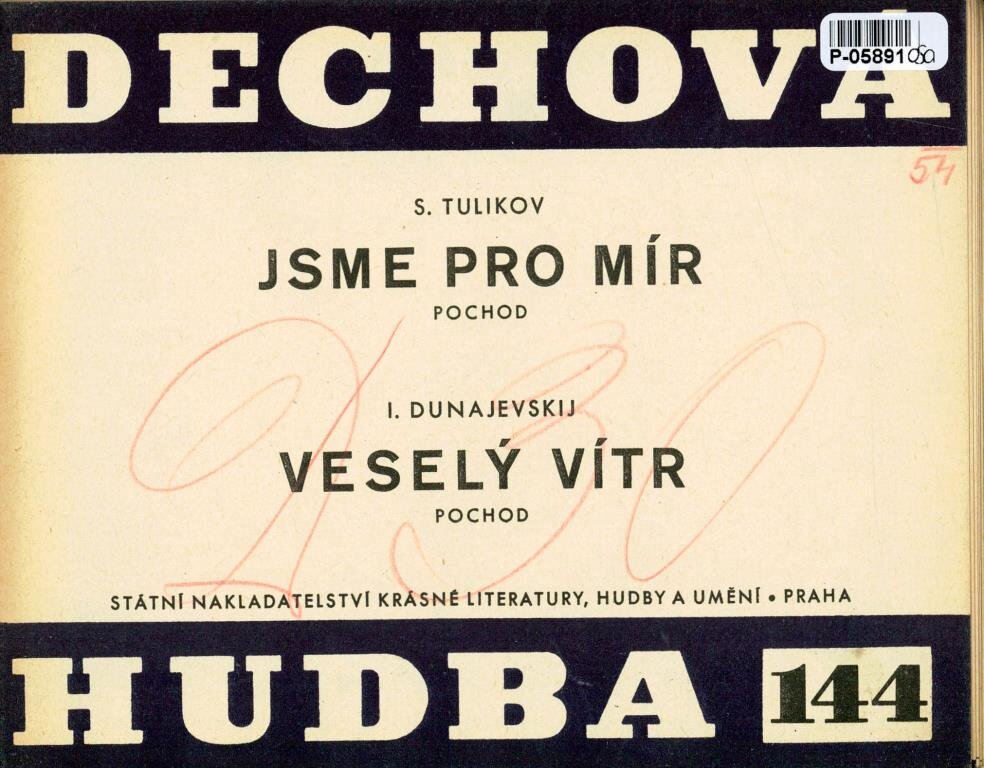 DECHOVÁ
P-05891
54
S. TULIKOV
JSME PRO MÍR
POCHOD
I. DUNAJEVSKIJ
VESELÝ VÍTR
POCHOD
STÁTNÍ NAKLADATELSTVÍ KRÁSNÉ LITERATURY, HUDBY A UMĚNÍ • PRAHA
HUDBA 144